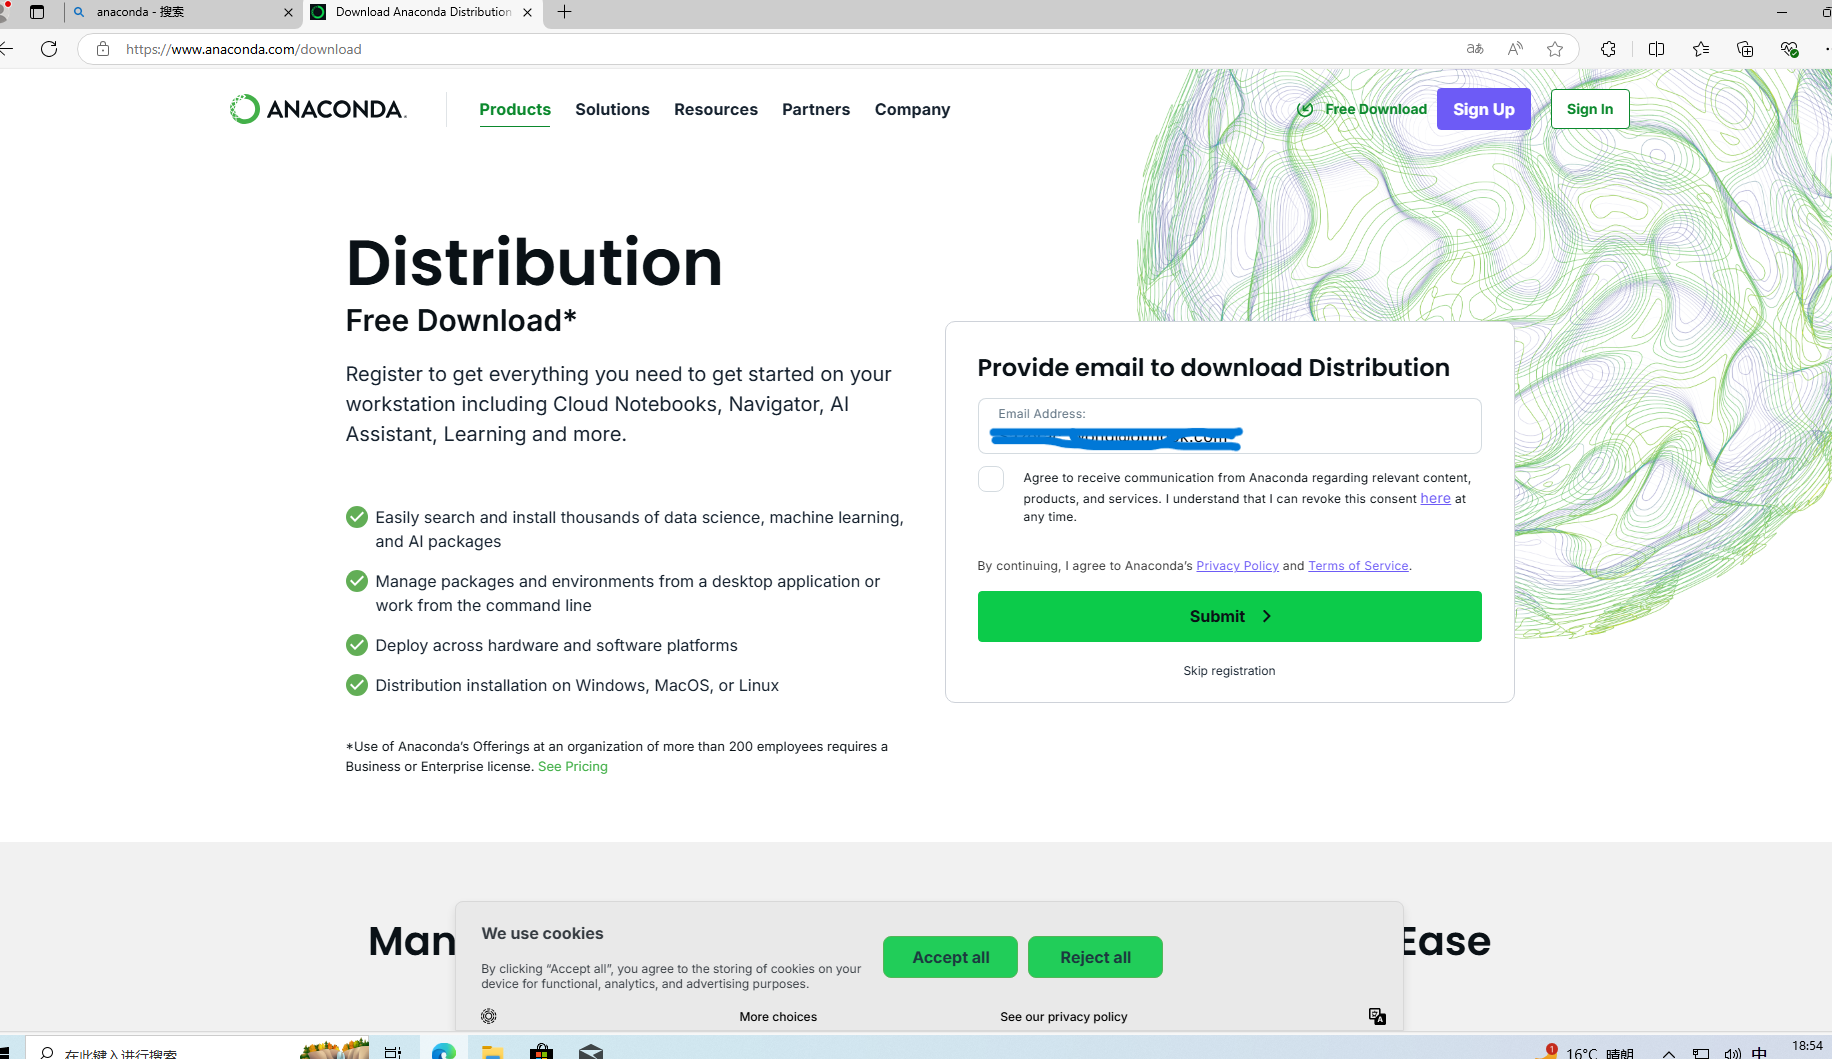 anaconda - 搜索
Download Anaconda Distribution
https://www.anaconda.com/download
aあ
ANACONDA.
Products
Solutions
Resources
Partners
Company
Free Download
Sign Up
Sign In
Distribution
Free Download*
Register to get everything you need to get started on your
workstation including Cloud Notebooks, Navigator, AI
Assistant, Learning and more.
Easily search and install thousands of data science, machine learning,
and AI packages
Manage packages and environments from a desktop application or
work from the command line
Deploy across hardware and software platforms
Distribution installation on Windows, MacOS, or Linux
*Use of Anaconda’s Offerings at an organization of more than 200 employees requires a
Business or Enterprise license. See Pricing
Provide email to download Distribution
Email Address:
Agree to receive communication from Anaconda regarding relevant content,
products, and services. I understand that I can revoke this consent here at
any time.
By continuing, I agree to Anaconda’s Privacy Policy and Terms of Service.
Submit
Skip registration
Man
Ease
We use cookies
By clicking “Accept all”, you agree to the storing of cookies on your
device for functional, analytics, and advertising purposes.
Accept all
Reject all
More choices
See our privacy policy
在此键入进行搜索
1
16°C 晴朗
中
18:54